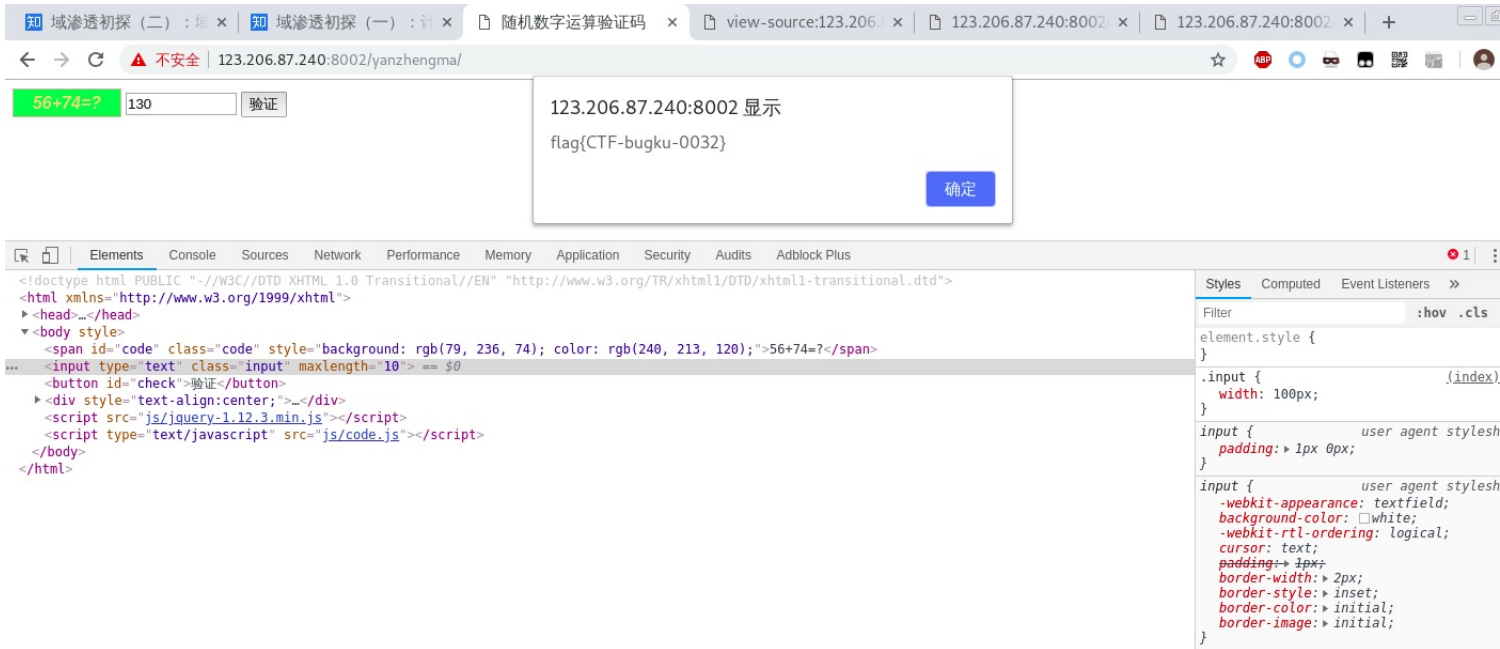 域渗透初探（二）：域 × 域渗透初探（一）：计 × 随机数字运算验证码 × view-source:123.206. × 123.206.87.240:8002 × 123.206.87.240:8002 × +
不安全 | 123.206.87.240:8002/yanzhengma/ ABP
56+74=? 130 验证
123.206.87.240:8002 显示
flag{CTF-bugku-0032}
确定
Elements Console Sources Network Performance Memory Application Security Audits Adblock Plus 1
<!doctype html PUBLIC "-//W3C//DTD XHTML 1.0 Transitional//EN" "http://www.w3.org/TR/xhtml1/DTD/xhtml1-transitional.dtd">
<html xmlns="http://www.w3.org/1999/xhtml">
<head>…</head>
<body style>
<span id="code" class="code" style="background: rgb(79, 236, 74); color: rgb(240, 213, 120);">56+74=?</span>
<input type="text" class="input" maxlength="10"> == $0
<button id="check">验证</button>
<div style="text-align:center;">…</div>
<script src="js/jquery-1.12.3.min.js"></script>
<script type="text/javascript" src="js/code.js"></script>
</body>
</html>
Styles Computed Event Listeners »
Filter :hov .cls
element.style {
}
.input { (index)
width: 100px;
}
input { user agent stylesh
padding: 1px 0px;
}
input { user agent stylesh
-webkit-appearance: textfield;
background-color: white;
-webkit-rtl-ordering: logical;
cursor: text;
padding: 1px;
border-width: 2px;
border-style: inset;
border-color: initial;
border-image: initial;
}